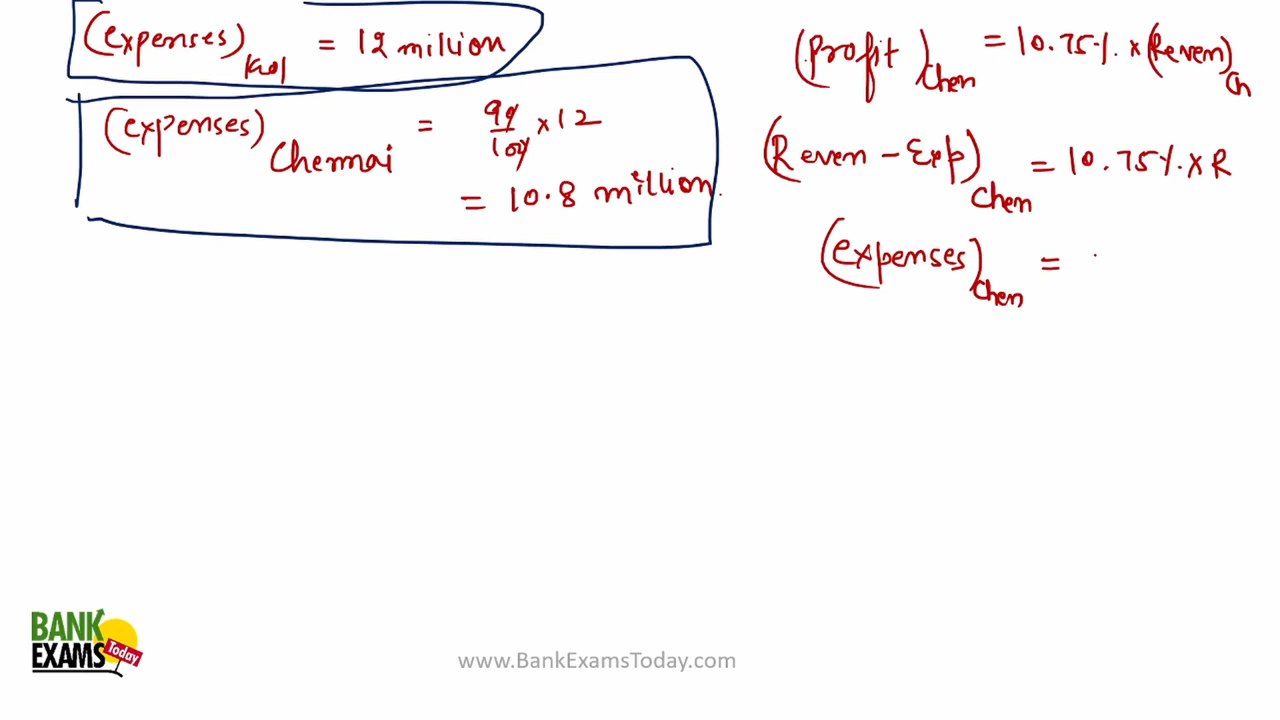 (expenses)Kol = 12 million
(expenses)Chennai = 90/100 × 12
= 10.8 million.
(Profit)Chen = 10.75% × (Reven)Ch
(Reven - Exp)Chen = 10.75% × R
(expenses)Chen =
BANK
EXAMS Today
www.BankExamsToday.com